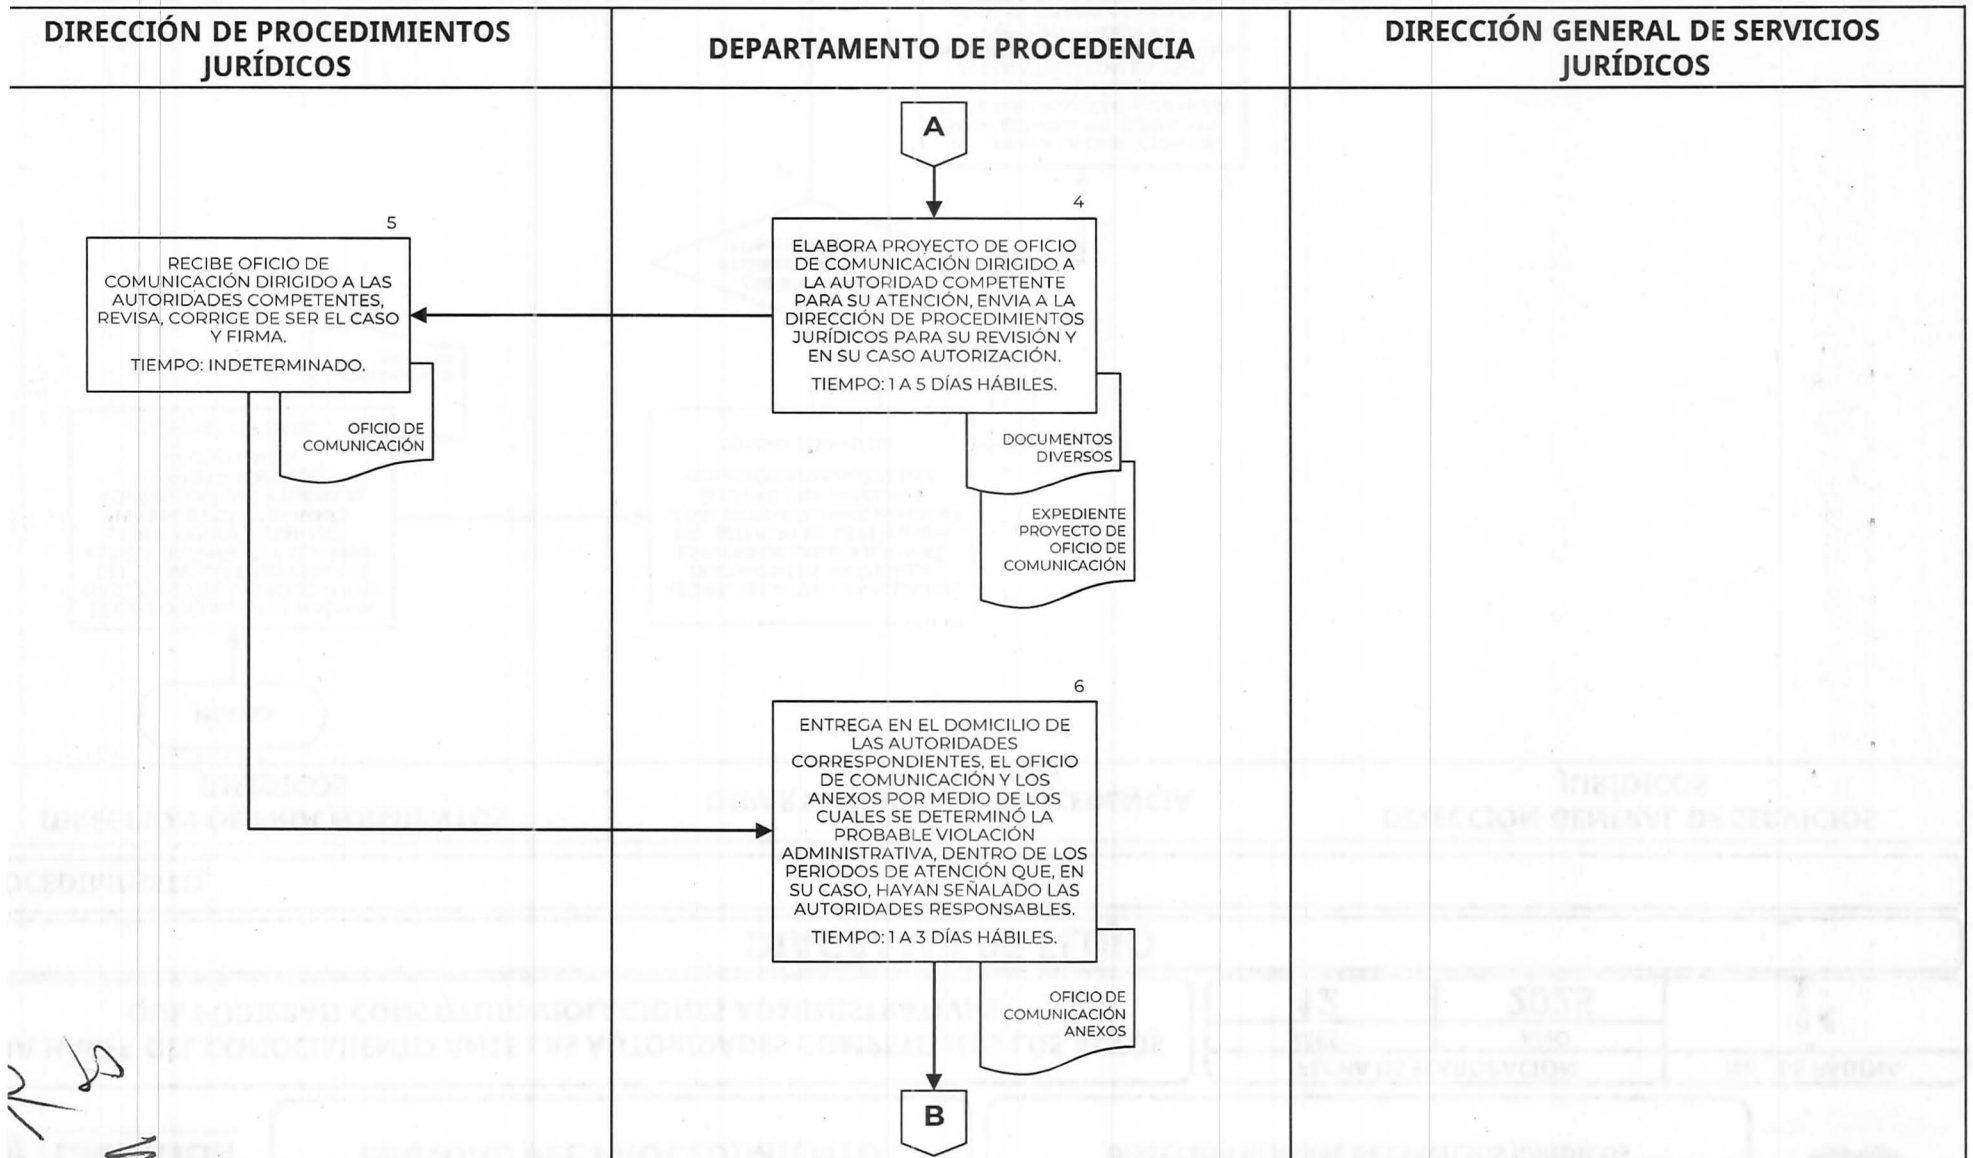 DIRECCIÓN DE PROCEDIMIENTOS
JURÍDICOS
DEPARTAMENTO DE PROCEDENCIA
DIRECCIÓN GENERAL DE SERVICIOS
JURÍDICOS
A
4
ELABORA PROYECTO DE OFICIO
DE COMUNICACIÓN DIRIGIDO A
LA AUTORIDAD COMPETENTE
PARA SU ATENCIÓN, ENVIA A LA
DIRECCIÓN DE PROCEDIMIENTOS
JURÍDICOS PARA SU REVISIÓN Y
EN SU CASO AUTORIZACIÓN.
TIEMPO: 1 A 5 DÍAS HÁBILES.
DOCUMENTOS
DIVERSOS
EXPEDIENTE
PROYECTO DE
OFICIO DE
COMUNICACIÓN
5
RECIBE OFICIO DE
COMUNICACIÓN DIRIGIDO A LAS
AUTORIDADES COMPETENTES,
REVISA, CORRIGE DE SER EL CASO
Y FIRMA.
TIEMPO: INDETERMINADO.
OFICIO DE
COMUNICACIÓN
6
ENTREGA EN EL DOMICILIO DE
LAS AUTORIDADES
CORRESPONDIENTES, EL OFICIO
DE COMUNICACIÓN Y LOS
ANEXOS POR MEDIO DE LOS
CUALES SE DETERMINÓ LA
PROBABLE VIOLACIÓN
ADMINISTRATIVA, DENTRO DE LOS
PERIODOS DE ATENCIÓN QUE, EN
SU CASO, HAYAN SEÑALADO LAS
AUTORIDADES RESPONSABLES.
TIEMPO: 1 A 3 DÍAS HÁBILES.
OFICIO DE
COMUNICACIÓN
ANEXOS
B